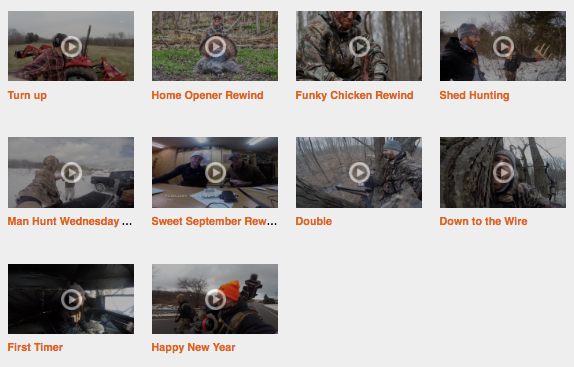 Turn up
Home Opener Rewind
Funky Chicken Rewind
Shed Hunting
Man Hunt Wednesday ...
Sweet September Rew...
Double
Down to the Wire
First Timer
Happy New Year